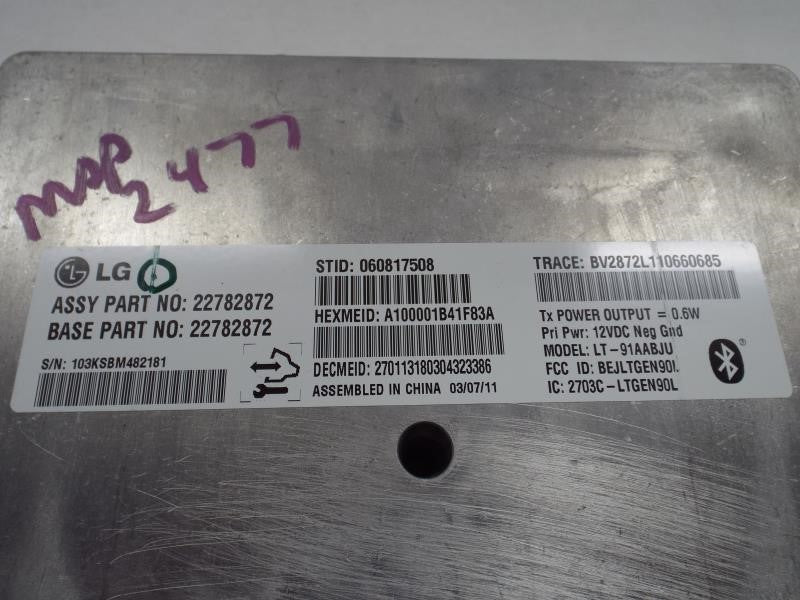 MAP 2477
LG
ASSY PART NO: 22782872
BASE PART NO: 22782872
S/N: 103KSBM482181
STID: 060817508
HEXMEID: A100001B41F83A
DECMEID: 270113180304323386
ASSEMBLED IN CHINA 03/07/11
TRACE: BV2872L110660685
Tx POWER OUTPUT = 0.6W
Pri Pwr: 12VDC Neg Gnd
MODEL: LT-91AABJU
FCC ID: BEJLTGEN90L
IC: 2703C-LTGEN90L